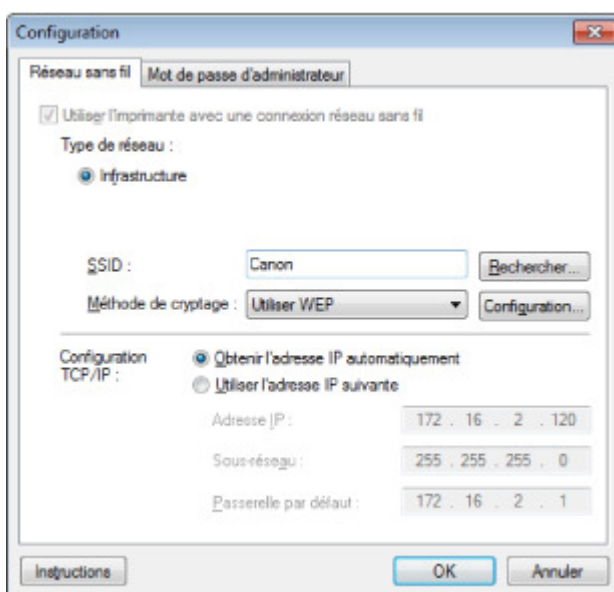 Configuration
Réseau sans fil Mot de passe d'administrateur
Utiliser l'imprimante avec une connexion réseau sans fil
Type de réseau :
Infrastructure
SSID : Canon Rechercher...
Méthode de cryptage : Utiliser WEP Configuration...
Configuration TCP/IP : Obtenir l'adresse IP automatiquement
Utiliser l'adresse IP suivante
Adresse IP : 172 . 16 . 2 . 120
Sous-réseau : 255 . 255 . 255 . 0
Passerelle par défaut : 172 . 16 . 2 . 1
Instructions OK Annuler